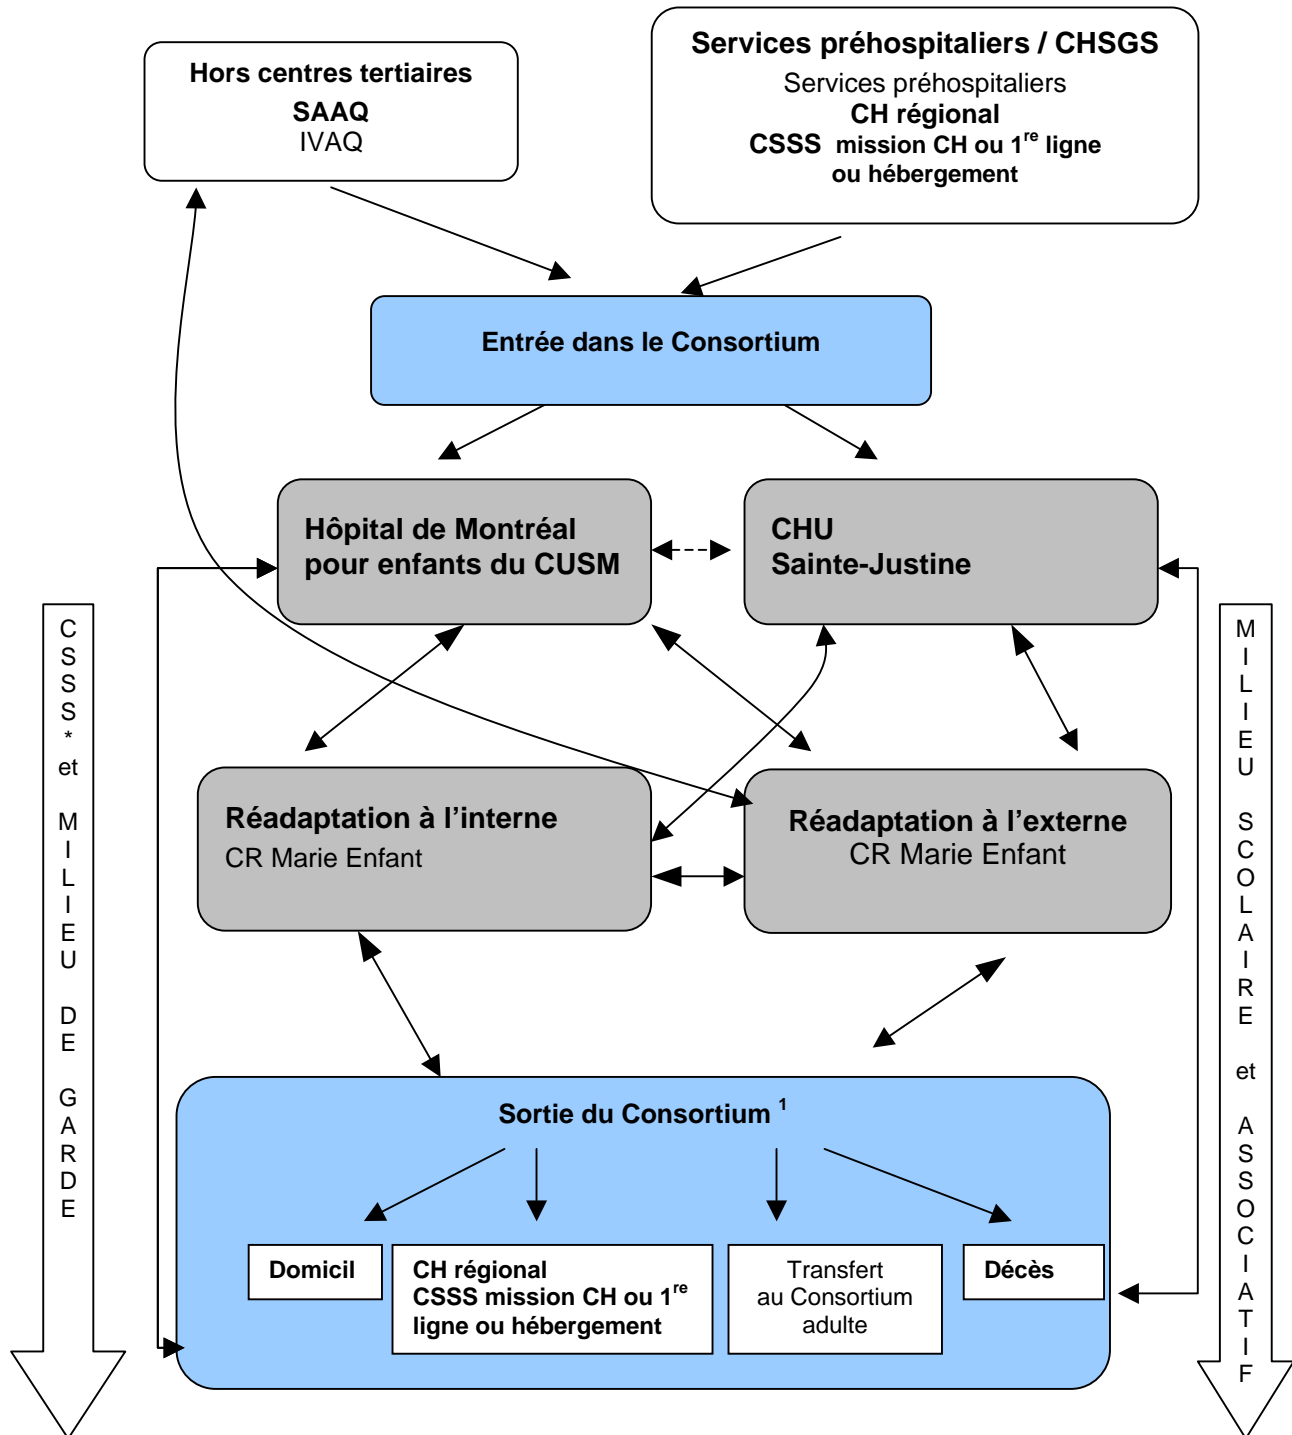 Hors centres tertiaires
SAAQ
IVAQ
Services préhospitaliers / CHSGS
Services préhospitaliers
CH régional
CSSS mission CH ou 1re ligne
ou hébergement
Entrée dans le Consortium
Hôpital de Montréal
pour enfants du CUSM
CHU
Sainte-Justine
CSSS* et MILIEU DE GARDE
MILIEU SCOLAIRE et ASSOCIATIF
Réadaptation à l’interne
CR Marie Enfant
Réadaptation à l’externe
CR Marie Enfant
Sortie du Consortium 1
Domicil
CH régional
CSSS mission CH ou 1re
ligne ou hébergement
Transfert
au Consortium
adulte
Décès